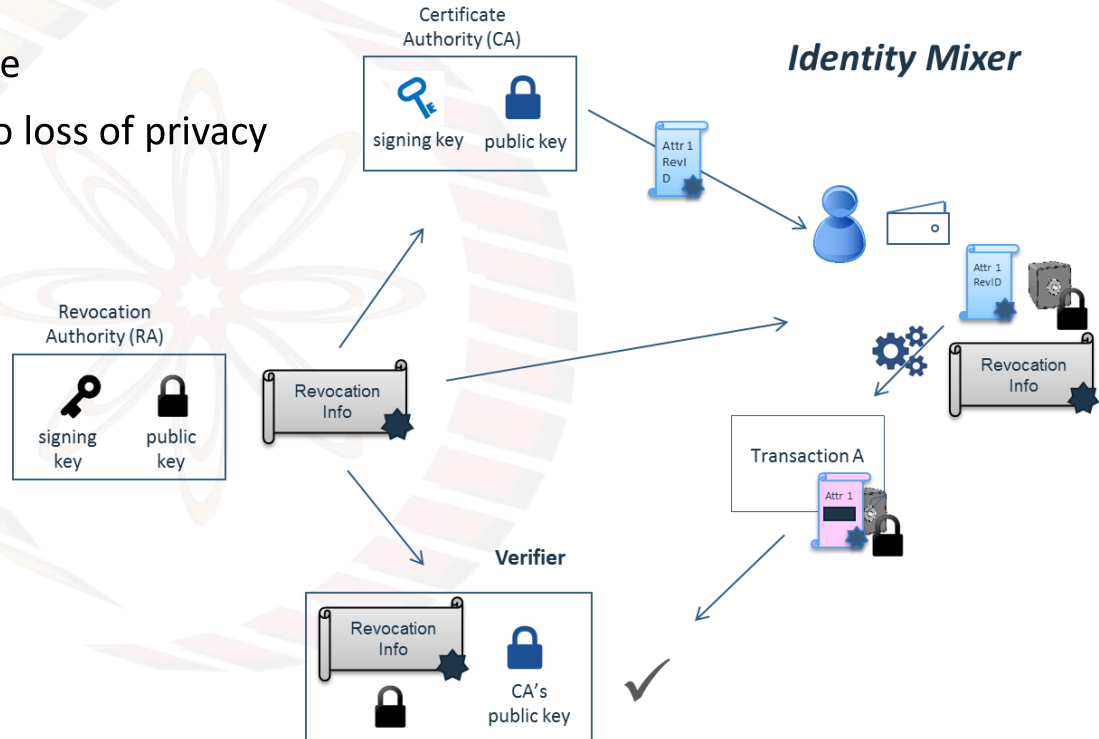 Certificate
Authority (CA)
Identity Mixer
e
o loss of privacy
signing key
public key
Attr 1
RevI
D
Attr 1
RevID
Revocation
Authority (RA)
signing
key
public
key
Revocation
Info
Revocation
Info
Transaction A
Attr 1
Verifier
Revocation
Info
CA's
public key